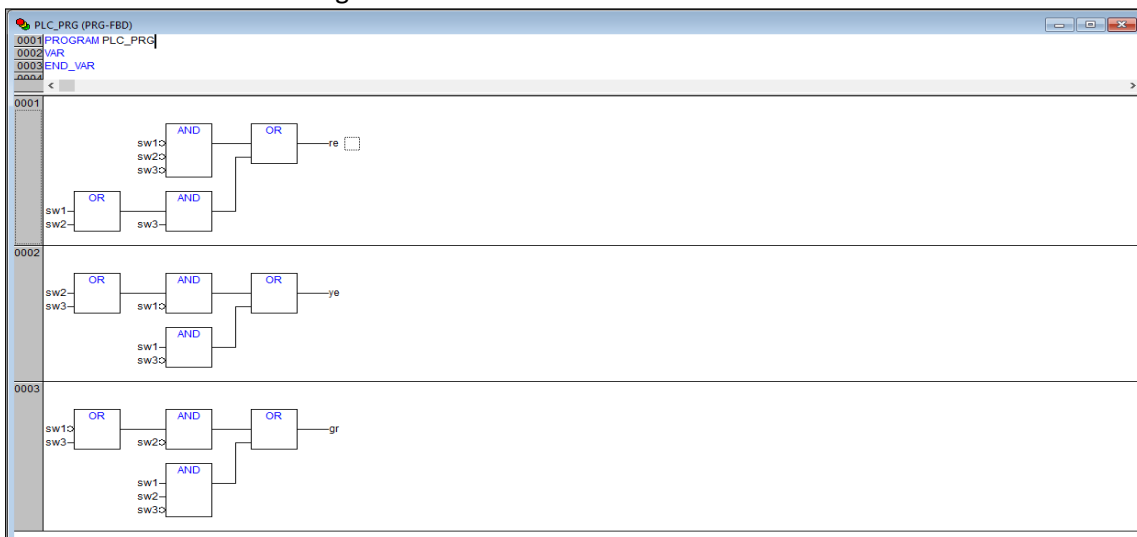 PLC_PRG (PRG-FBD)
0001 PROGRAM PLC_PRG
0002 VAR
0003 END_VAR
0004
0001
AND OR
sw1 re
sw2
sw3
OR AND
sw1
sw2 sw3
0002
OR AND OR
sw2 ye
sw3 sw1
AND
sw1
sw3
0003
OR AND OR
sw1 gr
sw3 sw2
AND
sw1
sw2
sw3